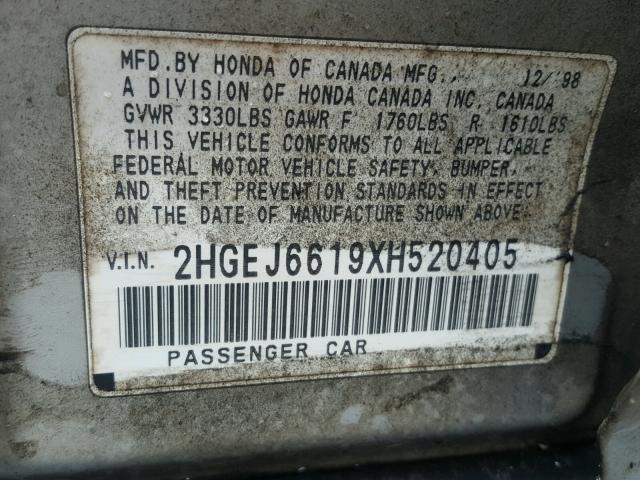 MFD. BY HONDA OF CANADA MFG., 12/'98
A DIVISION OF HONDA CANADA INC., CANADA
GVWR 3330LBS GAWR F 1760LBS R 1610LBS
THIS VEHICLE CONFORMS TO ALL APPLICABLE
FEDERAL MOTOR VEHICLE SAFETY, BUMPER,
AND THEFT PREVENTION STANDARDS IN EFFECT
ON THE DATE OF MANUFACTURE SHOWN ABOVE.
V.I.N. 2HGEJ6619XH520405
PASSENGER CAR